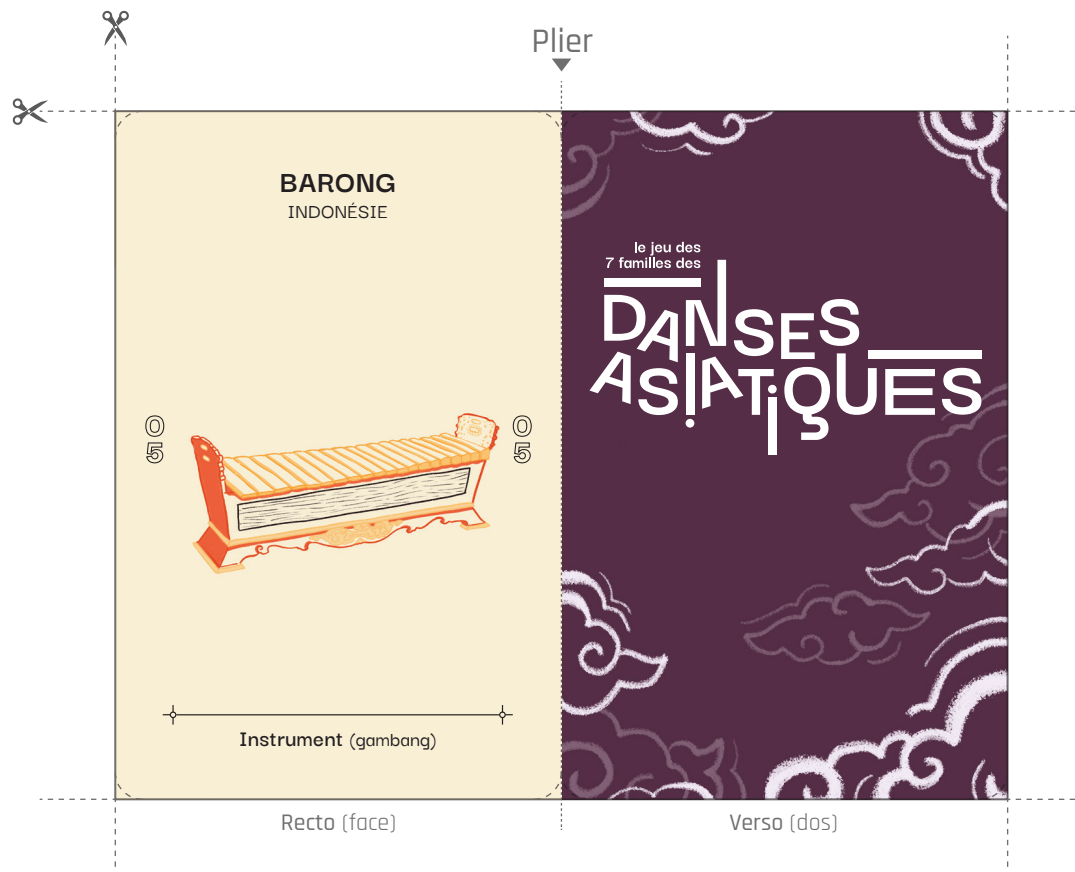 Plier
BARONG
INDONÉSIE
05
05
Instrument (gambang)
Recto (face)
le jeu des
7 familles des
DANSES
ASIATIQUES
Verso (dos)